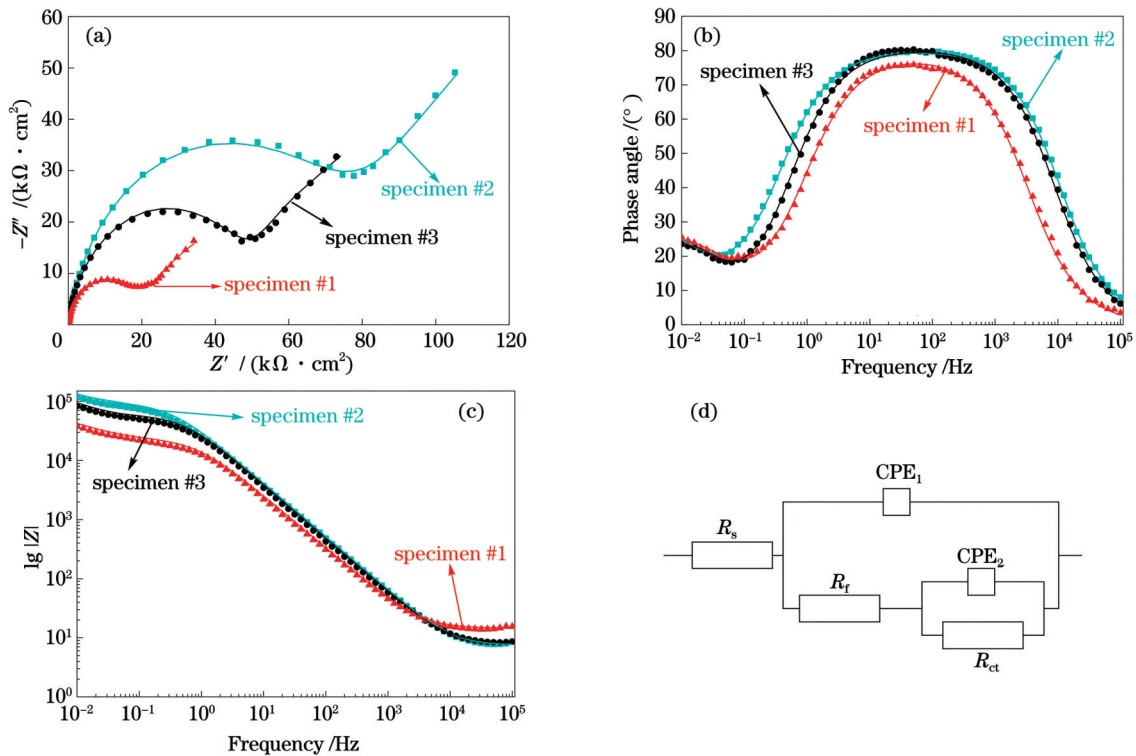 (a)
60
50
40
30
20
10
0
20
40
60
80
100
120
−Z″ /(kΩ · cm²)
Z′ / (kΩ · cm²)
specimen #2
specimen #3
specimen #1
(b)
90
80
70
60
50
40
30
20
10
0
10⁻²
10⁻¹
10⁰
10¹
10²
10³
10⁴
10⁵
Phase angle /(°)
Frequency /Hz
specimen #2
specimen #3
specimen #1
(c)
10⁵
10⁴
10³
10²
10¹
10⁰
10⁻²
10⁻¹
10⁰
10¹
10²
10³
10⁴
10⁵
lg |Z|
Frequency /Hz
specimen #2
specimen #3
specimen #1
(d)
CPE₁
Rₛ
CPE₂
R_f
R_ct